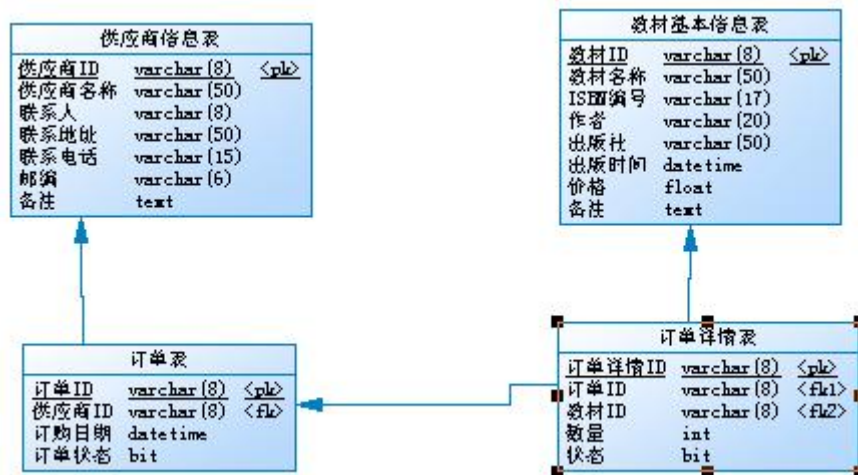 供应商信息表
供应商ID varchar(8) <pk>
供应商名称 varchar(50)
联系人 varchar(8)
联系地址 varchar(50)
联系电话 varchar(15)
邮编 varchar(6)
备注 text
教材基本信息表
教材ID varchar(8) <pk>
教材名称 varchar(50)
ISBN编号 varchar(17)
作者 varchar(20)
出版社 varchar(50)
出版时间 datetime
价格 float
备注 text
订单表
订单ID varchar(8) <pk>
供应商ID varchar(8) <fk>
订购日期 datetime
订单状态 bit
订单详情表
订单详情ID varchar(8) <pk>
订单ID varchar(8) <fk1>
教材ID varchar(8) <fk2>
数量 int
状态 bit